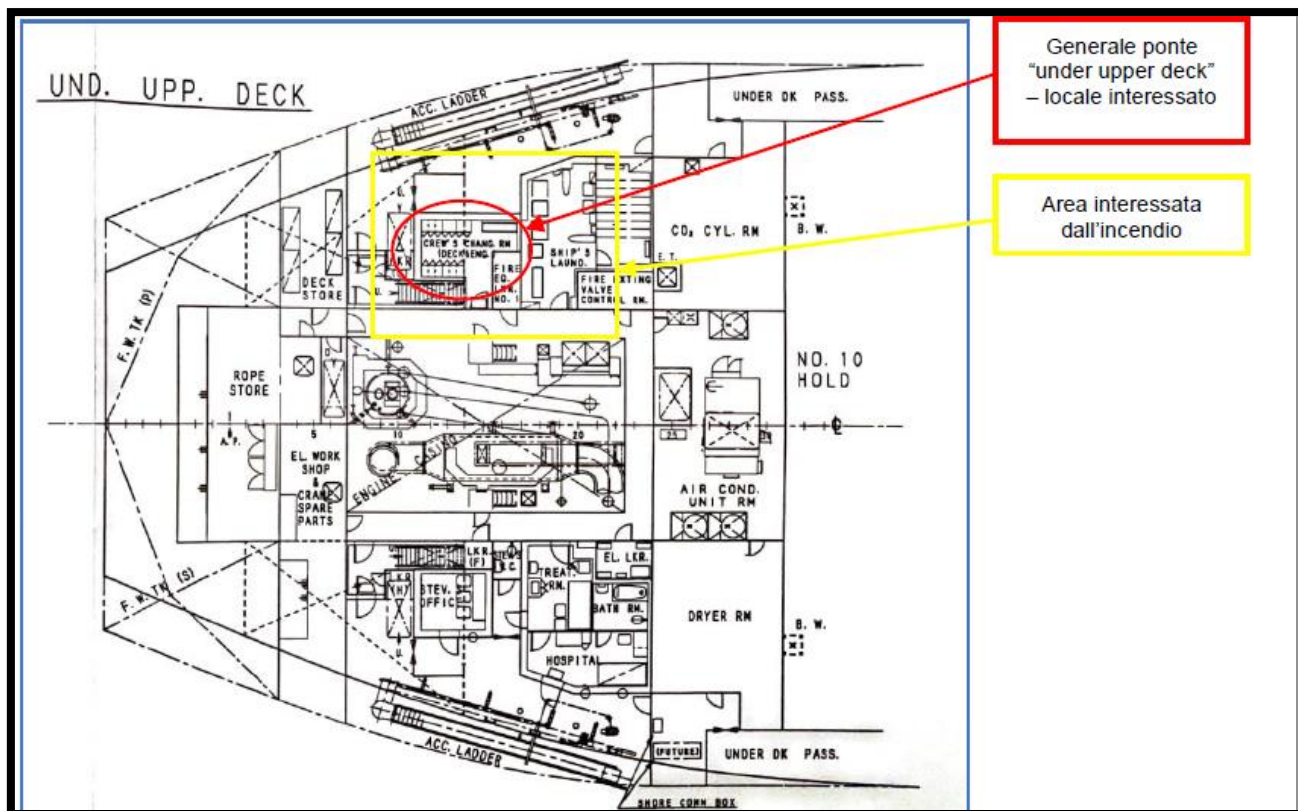 Generale ponte
“under upper deck”
– locale interessato
Area interessata
dall’incendio
UND. UPP. DECK
ACC. LADDER
UNDER DK PASS.
U.
CREW'S CHANG. RM
(DECK/ENG.
CO₂ CYL. RM
B. W.
SHIP'S
LAUND.
E. T.
DECK
STORE
U.
FIRE
EQ.
LKR.
NO. 1
FIRE EXTING
VALVE
CONTROL RM.
F. W. TK (P)
ROPE
STORE
NO. 10
HOLD
A. P.
5
10
20
EL. WORK
SHOP
&
CRANE
SPARE
PARTS
ENGINE CASING
AIR COND.
UNIT RM
F. W. TK. (S)
LKR
(F)
LKR
(H)
STEV.
OFFICE
TREAT.
RM.
EL. LKR.
BATH RM.
DRYER RM
B. W.
U.
HOSPITAL
ACC. LADDER
(FUTURE)
UNDER DK PASS.
SHORE CONN BOX